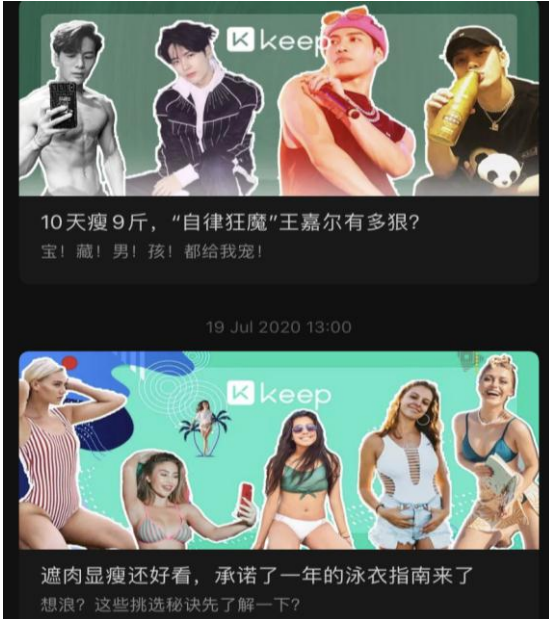 keep
10天瘦9斤，“自律狂魔”王嘉尔有多狠？
宝！藏！男！孩！都给我宠！
19 Jul 2020 13:00
keep
遮肉显瘦还好看，承诺了一年的泳衣指南来了
想浪？这些挑选秘诀先了解一下？